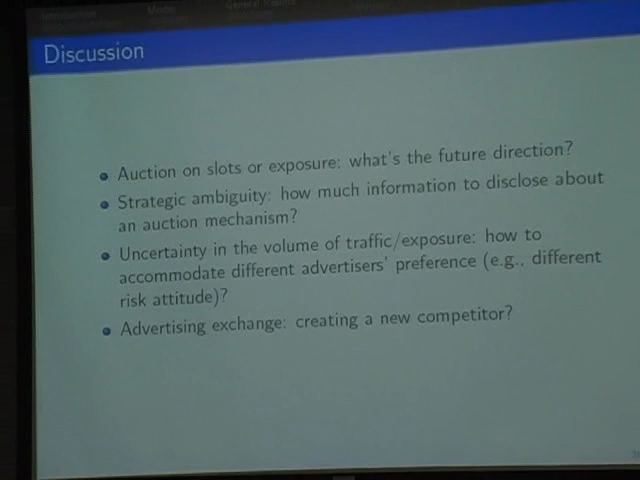 General Results
Discussion
Auction on slots or exposure: what's the future direction?
Strategic ambiguity: how much information to disclose about
an auction mechanism?
Uncertainty in the volume of traffic/exposure: how to
accommodate different advertisers' preference (e.g., different
risk attitude)?
Advertising exchange: creating a new competitor?